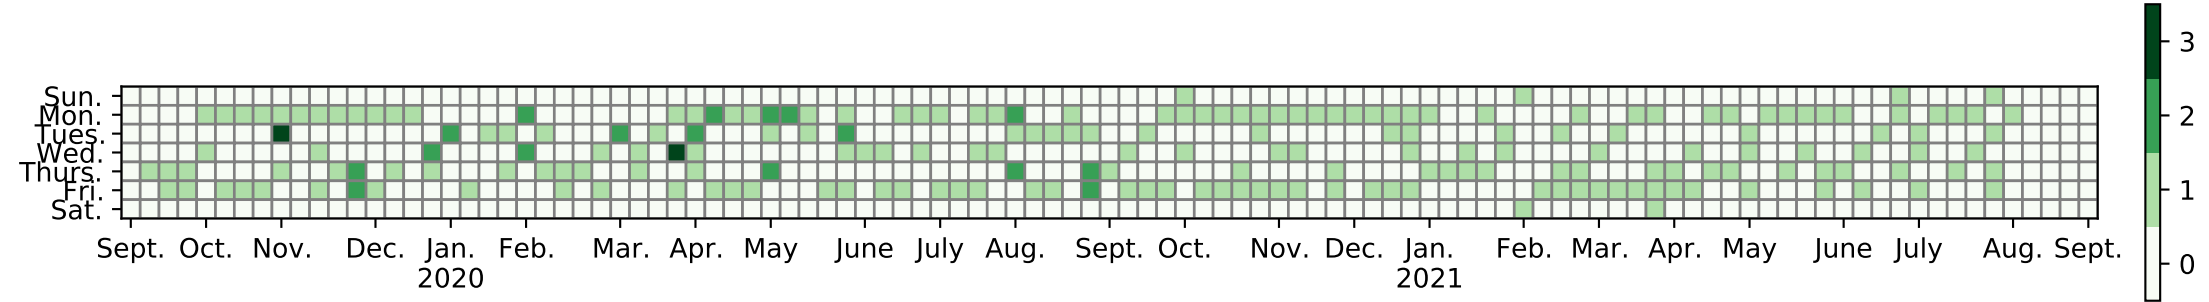 3
2
1
0
Sun.
Mon.
Tues.
Wed.
Thurs.
Fri.
Sat.
Sept. Oct. Nov. Dec. Jan. Feb. Mar. Apr. May June July Aug. Sept. Oct. Nov. Dec. Jan. Feb. Mar. Apr. May June July Aug. Sept.
2020 2021